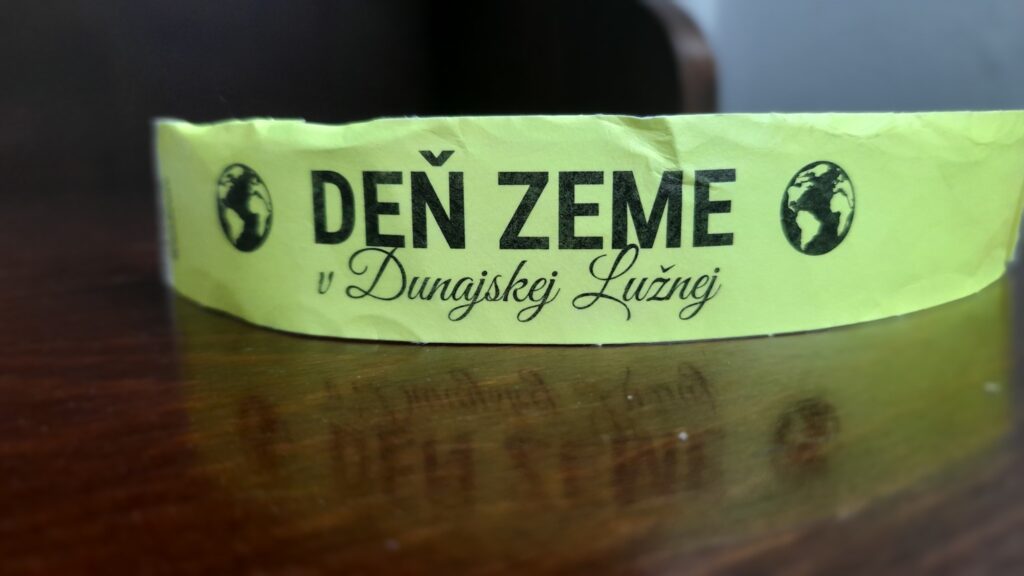 DEŇ ZEME
v Dunajskej Lužnej